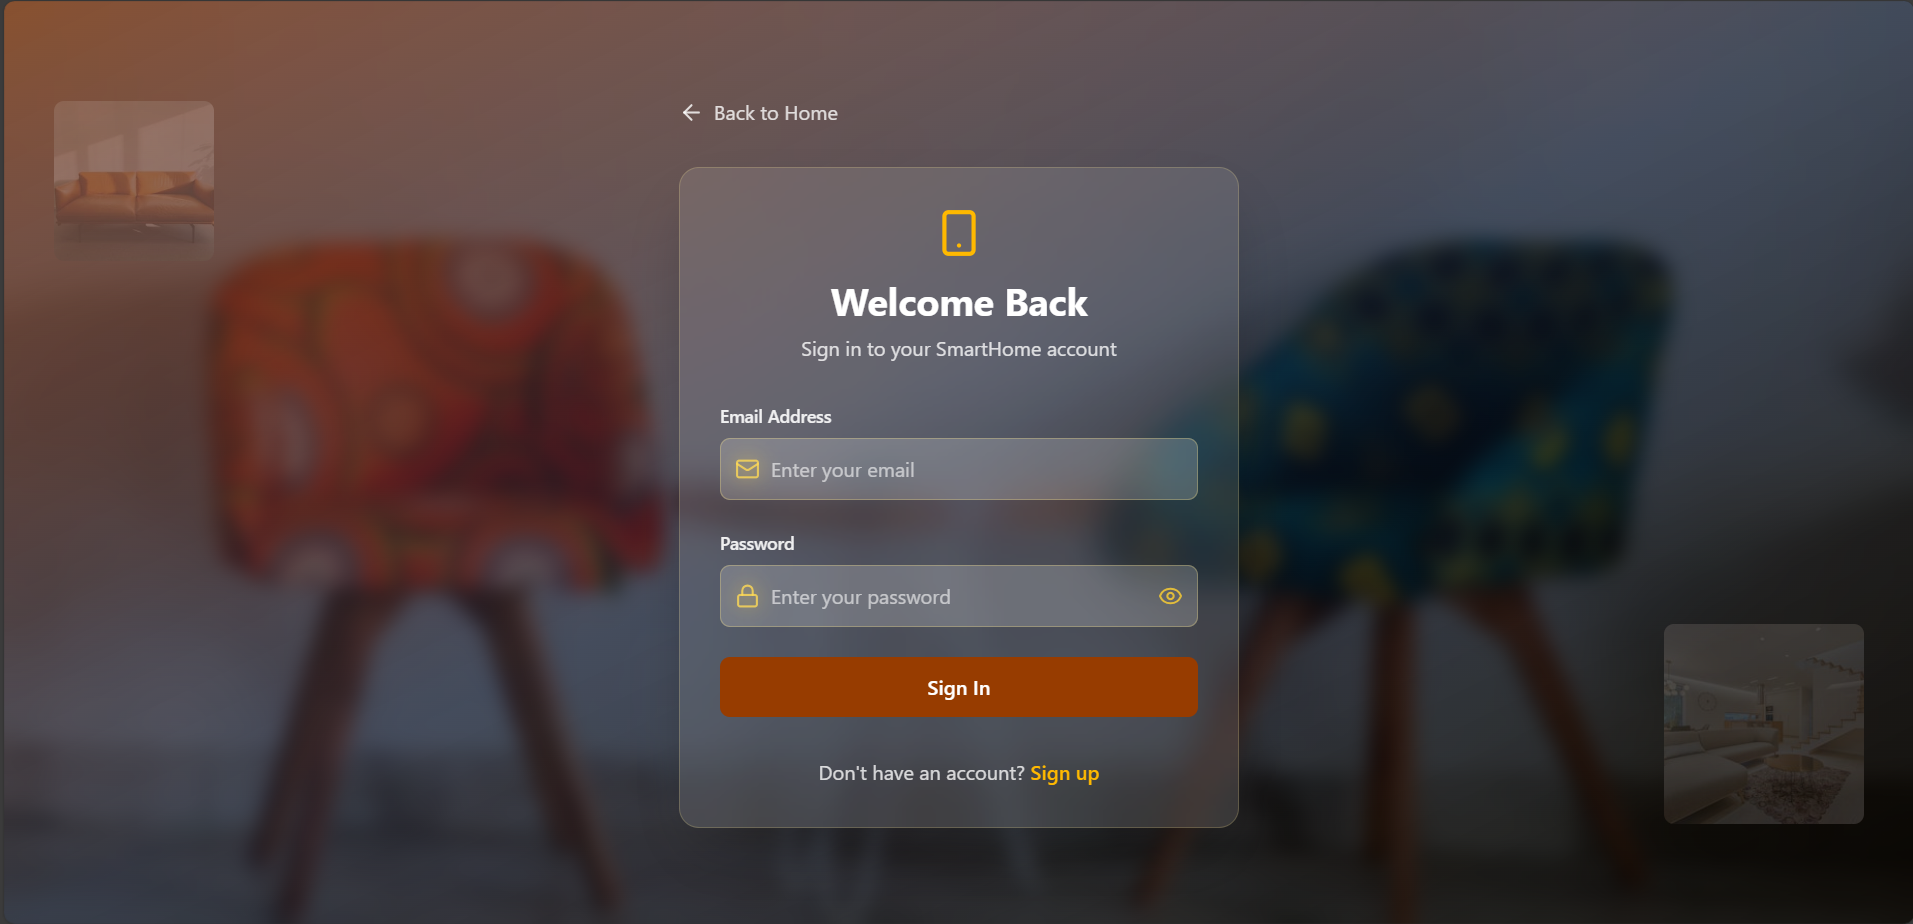 Back to Home
Welcome Back
Sign in to your SmartHome account
Email Address
Enter your email
Password
Enter your password
Sign In
Don't have an account? Sign up